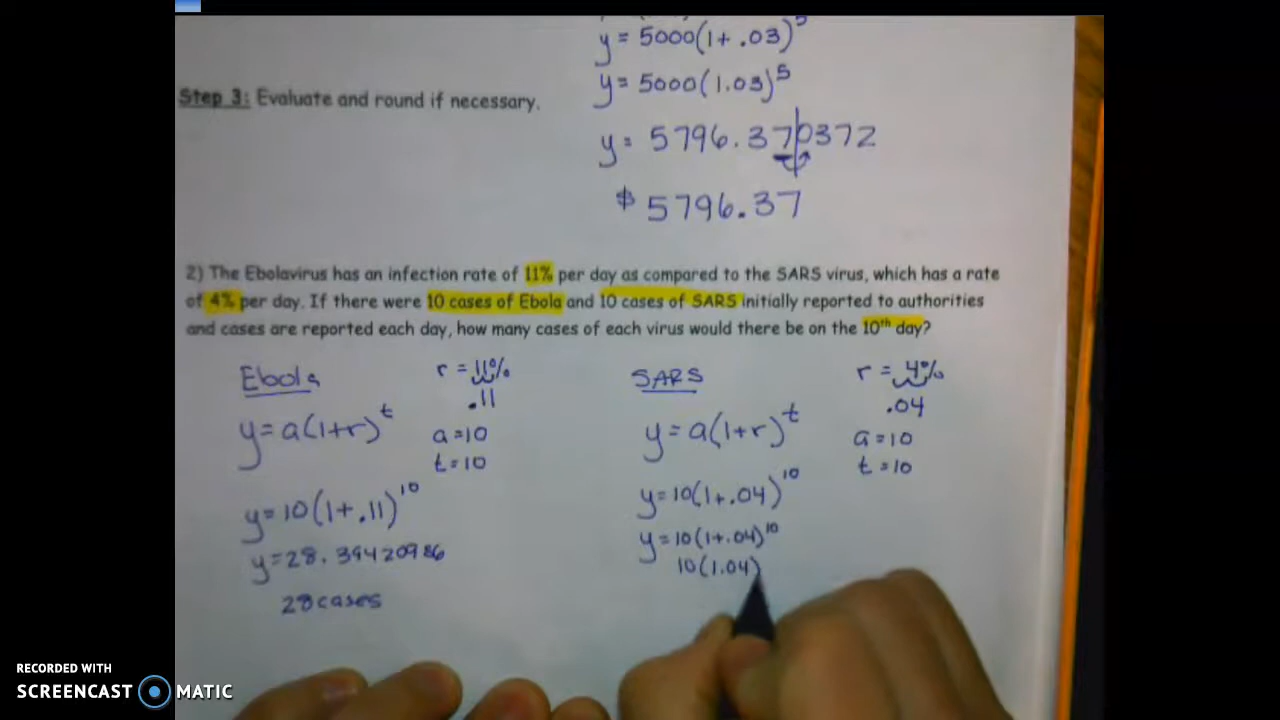 y = 5000(1+ .03)^5
y = 5000(1.03)^5
Step 3: Evaluate and round if necessary.
y = 5796.370372
$5796.37
2) The Ebolavirus has an infection rate of 11% per day as compared to the SARS virus, which has a rate
of 4% per day. If there were 10 cases of Ebola and 10 cases of SARS initially reported to authorities
and cases are reported each day, how many cases of each virus would there be on the 10th day?
Ebola
r = 11%
.11
y=a(1+r)^t
a=10
t=10
y=10(1+.11)^10
y=28.39420986
28cases
SARS
r = 4%
.04
y=a(1+r)^t
a=10
t=10
y=10(1+.04)^10
y=10(1+.04)^10
10(1.04)
RECORDED WITH
SCREENCAST MATIC